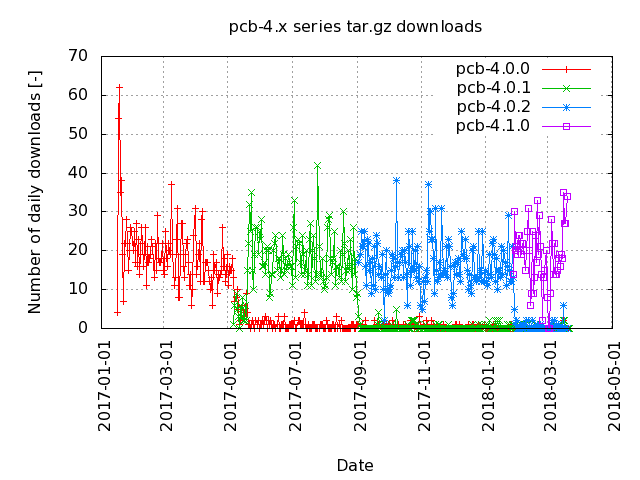 pcb-4.x series tar.gz downloads
Number of daily downloads [-]
70
60
50
40
30
20
10
0
pcb-4.0.0
pcb-4.0.1
pcb-4.0.2
pcb-4.1.0
2017-01-01
2017-03-01
2017-05-01
2017-07-01
2017-09-01
2017-11-01
2018-01-01
2018-03-01
2018-05-01
Date